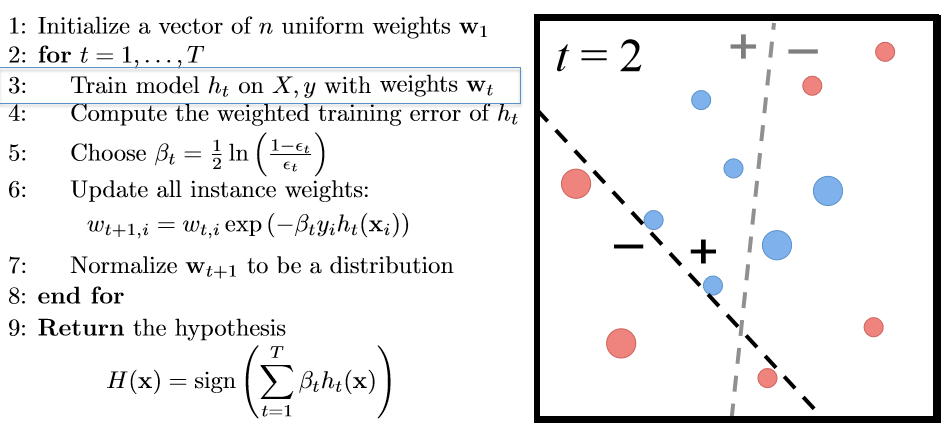 1: Initialize a vector of n uniform weights w₁
2: for t = 1, . . . , T
3: Train model hₜ on X, y with weights wₜ
4: Compute the weighted training error of hₜ
5: Choose βₜ = ½ ln((1−ϵₜ)/ϵₜ)
6: Update all instance weights:
wₜ₊₁,ᵢ = wₜ,ᵢ exp (−βₜyᵢhₜ(xᵢ))
7: Normalize wₜ₊₁ to be a distribution
8: end for
9: Return the hypothesis
H(x) = sign (∑ₜ₌₁ᵀ βₜhₜ(x))
t = 2
+ −
− +